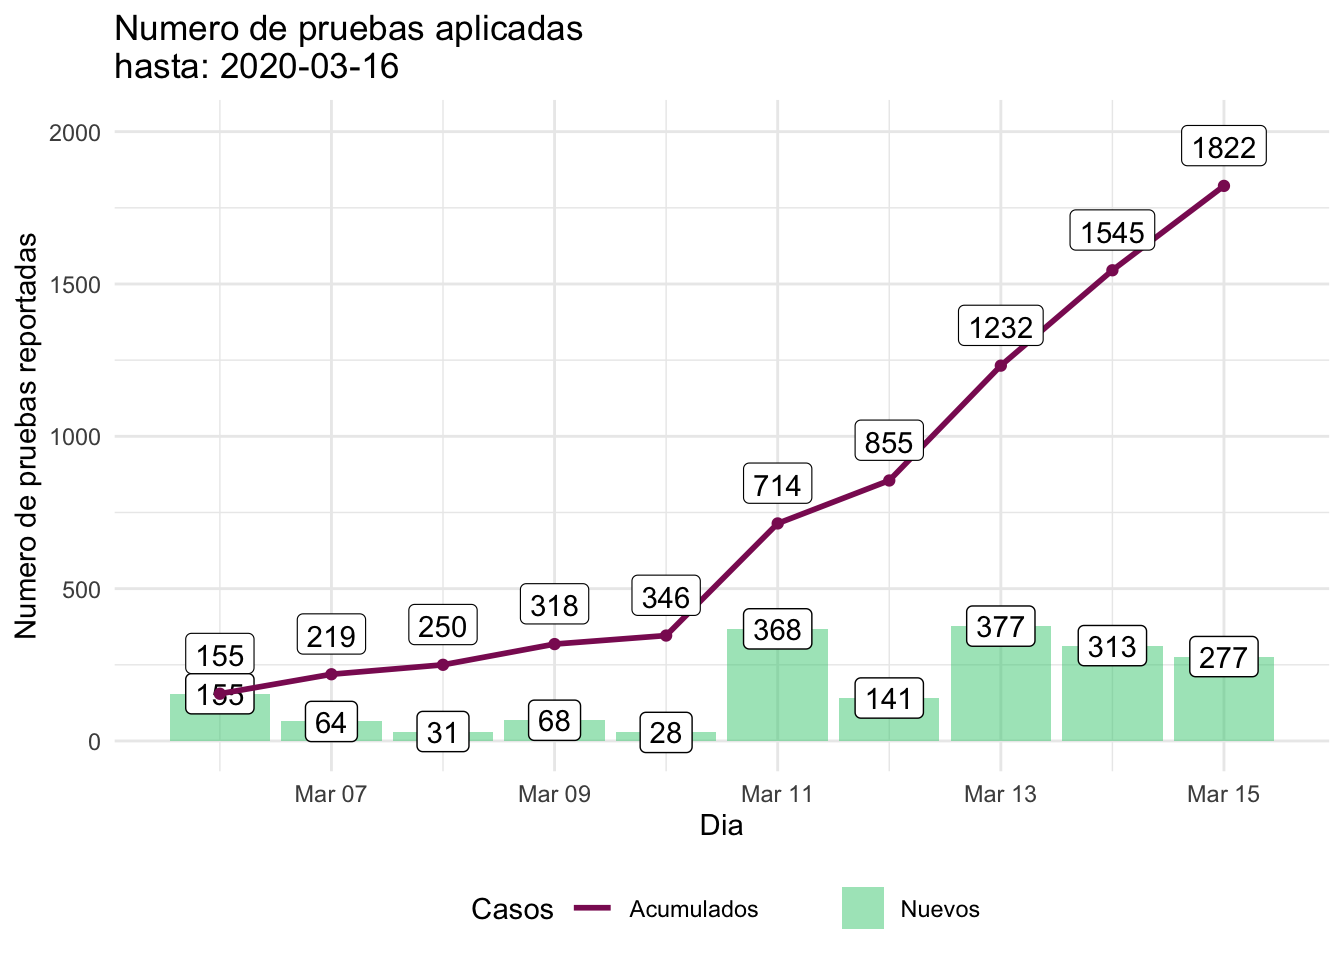 Numero de pruebas aplicadas
hasta: 2020-03-16
Numero de pruebas reportadas
2000
1500
1000
500
0
1822
1545
1232
855
714
346
318
250
219
155
155
64
31
68
28
368
141
377
313
277
Mar 07
Mar 09
Mar 11
Mar 13
Mar 15
Dia
Casos
Acumulados
Nuevos